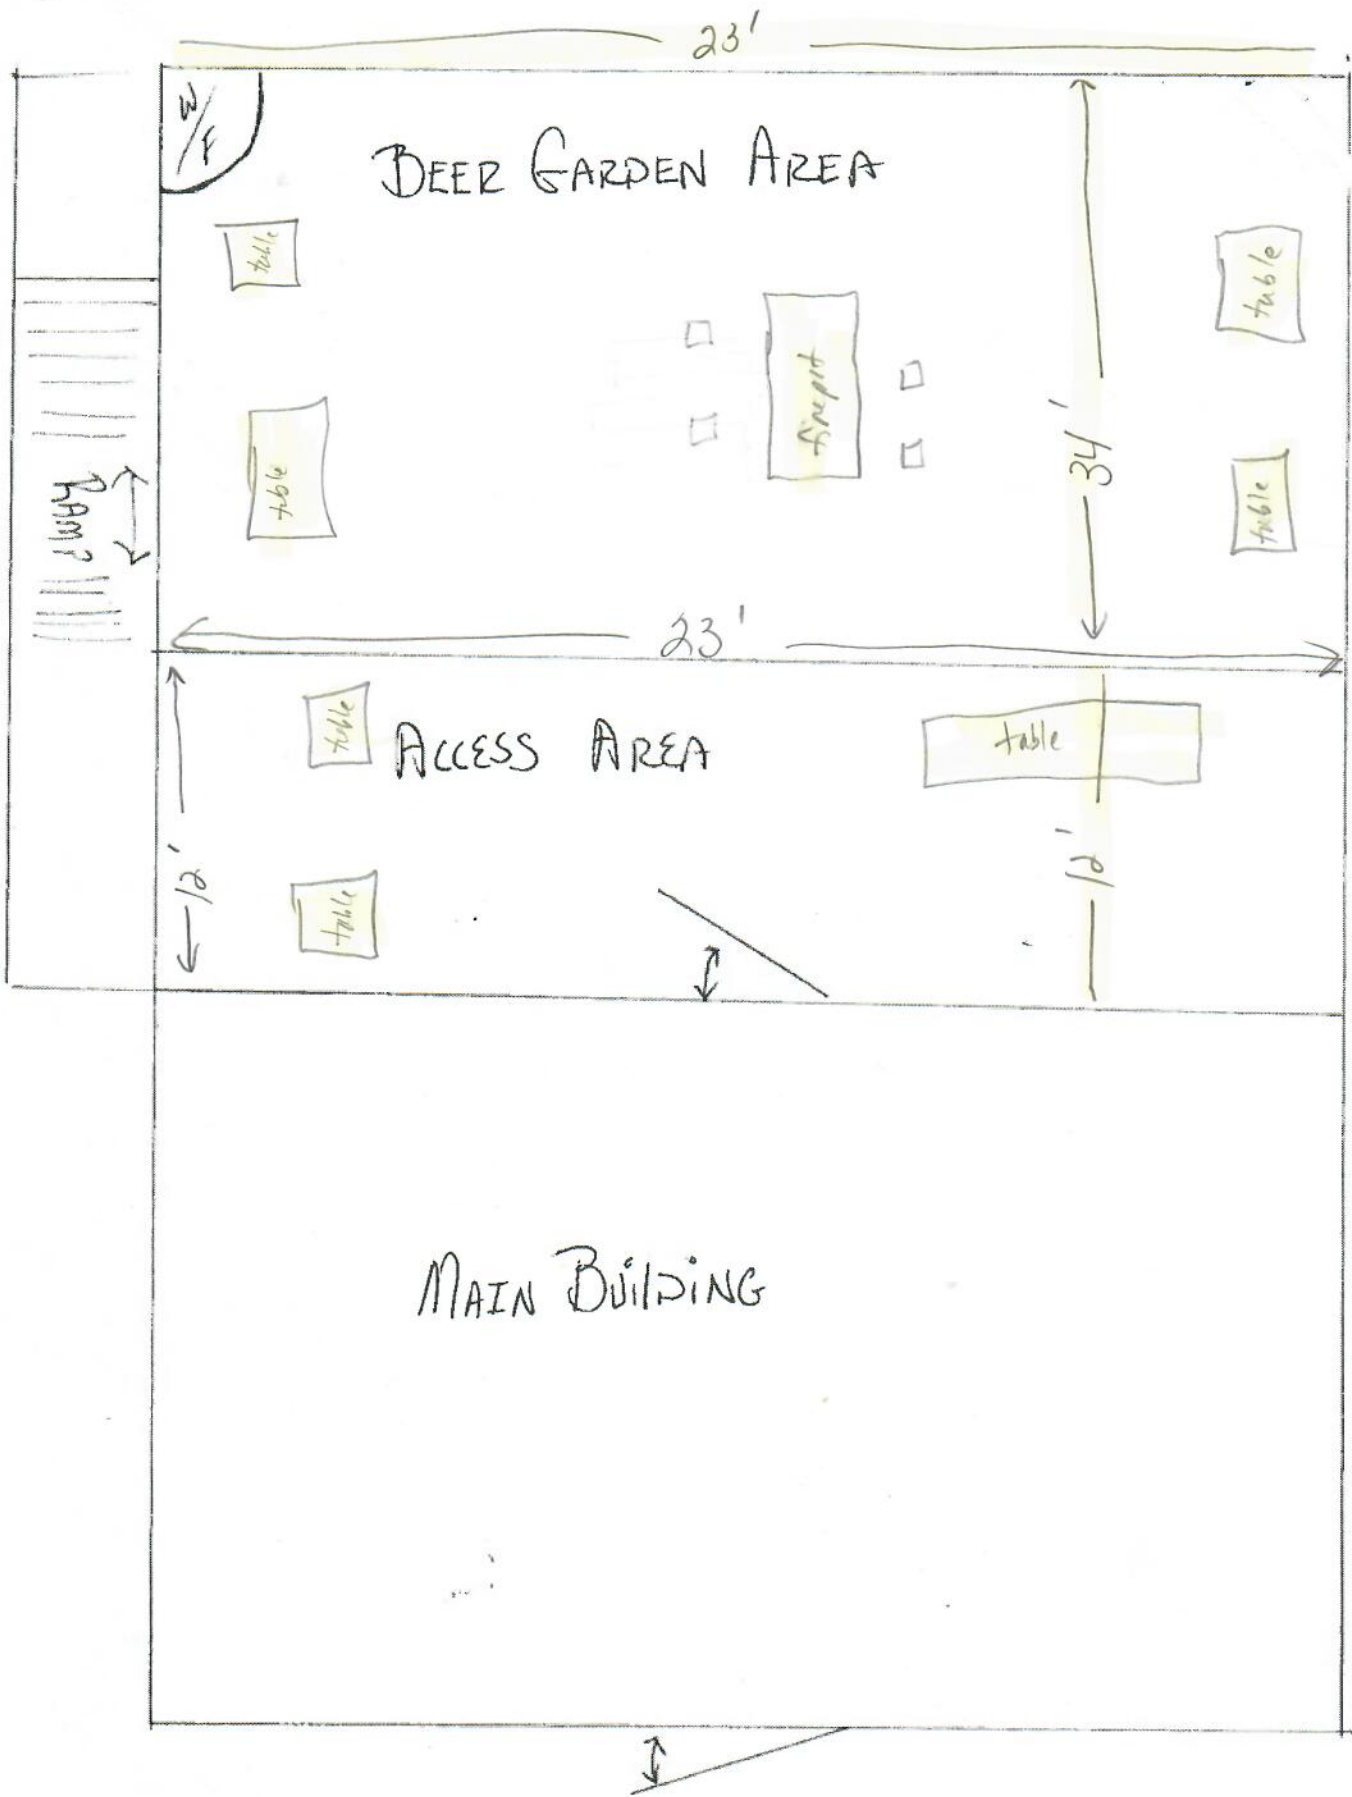 23'
W/F
BEER GARDEN AREA
table
table
firepit
table
34'
table
RAMP
23'
table
ACCESS AREA
table
12'
12'
table
MAIN BUilDiNG